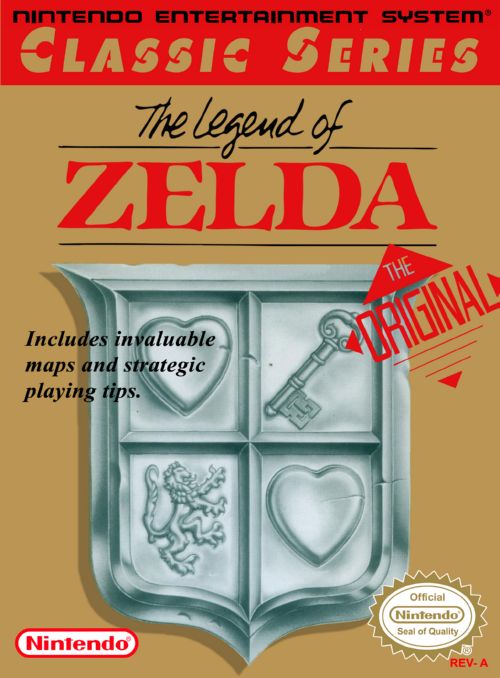 NINTENDO ENTERTAINMENT SYSTEM®
CLASSIC SERIES
The Legend of
ZELDA
THE
ORIGINAL
Includes invaluable
maps and strategic
playing tips.
Official
Nintendo
Seal of Quality
Nintendo®
®
REV-A